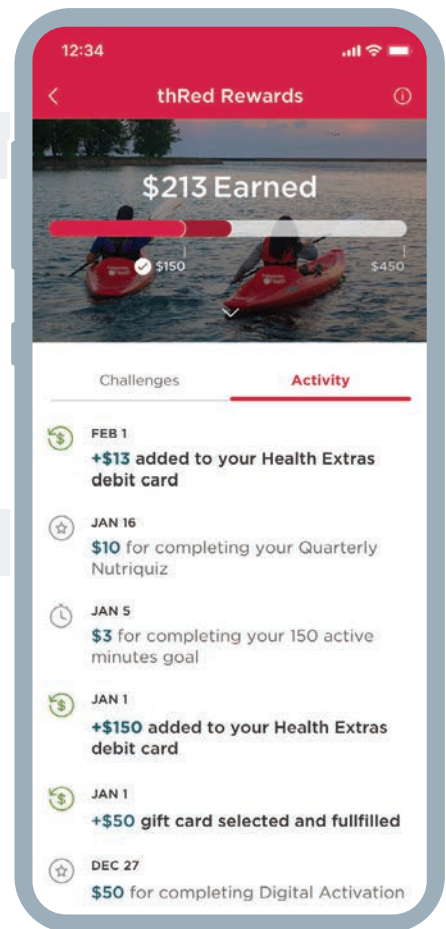 12:34
thRed Rewards
$213 Earned
$150
$450
Challenges
Activity
FEB 1
+$13 added to your Health Extras
debit card
JAN 16
$10 for completing your Quarterly
Nutriquiz
JAN 5
$3 for completing your 150 active
minutes goal
JAN 1
+$150 added to your Health Extras
debit card
JAN 1
+$50 gift card selected and fullfilled
DEC 27
$50 for completing Digital Activation